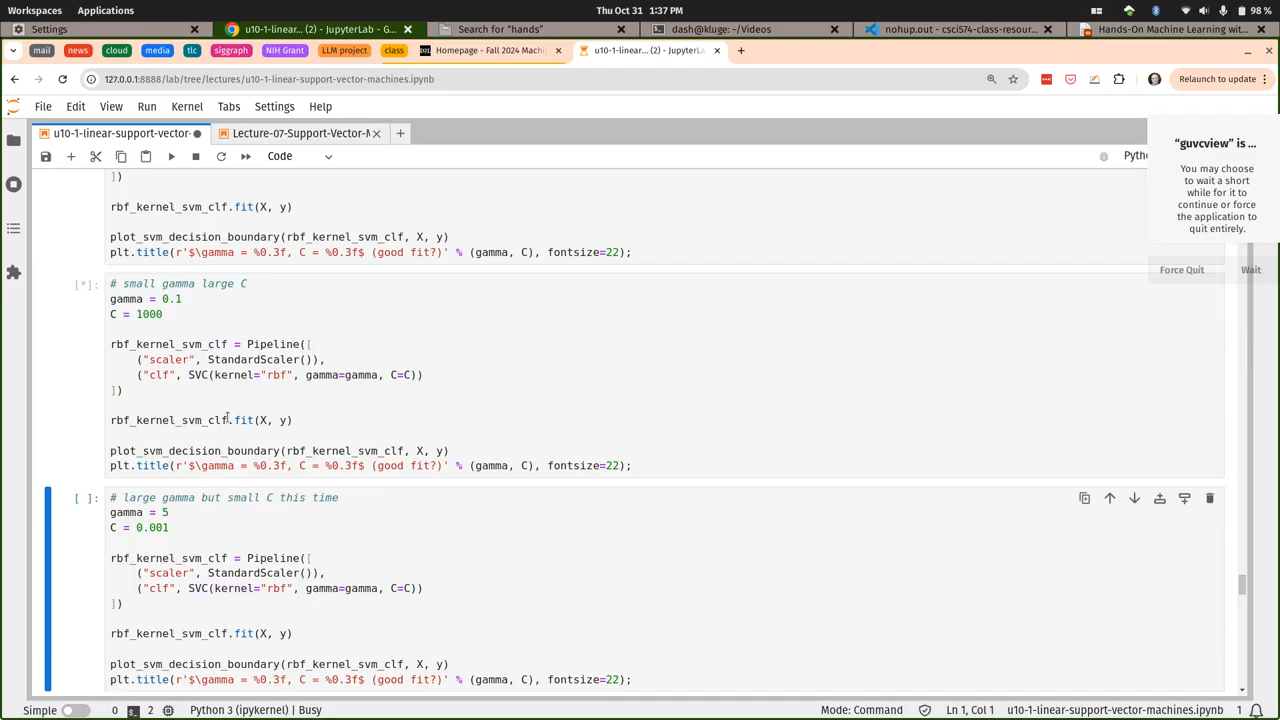 Workspaces Applications Thu Oct 31 1:37 PM 98 %
Settings u10-1-linear-... (2) - JupyterLab - G... Search for “hands” dash@kluge: ~/Videos nohup.out - csci574-class-resour... Hands-On Machine Learning wit...
mail news cloud media tlc siggraph NIH Grant LLM project class Homepage - Fall 2024 Machi u10-1-linear-... (2) - JupyterL
127.0.0.1:8888/lab/tree/lectures/u10-1-linear-support-vector-machines.ipynb Relaunch to update
File Edit View Run Kernel Tabs Settings Help
u10-1-linear-support-vector- Lecture-07-Support-Vector-M
Code Pyth
“guvcview” is ...
You may choose
to wait a short
while for it to
continue or force
the application to
quit entirely.
Force Quit Wait
])
rbf_kernel_svm_clf.fit(X, y)
plot_svm_decision_boundary(rbf_kernel_svm_clf, X, y)
plt.title(r'$\gamma = %0.3f, C = %0.3f$ (good fit?)' % (gamma, C), fontsize=22);
[*]: # small gamma large C
gamma = 0.1
C = 1000
rbf_kernel_svm_clf = Pipeline([
("scaler", StandardScaler()),
("clf", SVC(kernel="rbf", gamma=gamma, C=C))
])
rbf_kernel_svm_clf.fit(X, y)
plot_svm_decision_boundary(rbf_kernel_svm_clf, X, y)
plt.title(r'$\gamma = %0.3f, C = %0.3f$ (good fit?)' % (gamma, C), fontsize=22);
[ ]: # large gamma but small C this time
gamma = 5
C = 0.001
rbf_kernel_svm_clf = Pipeline([
("scaler", StandardScaler()),
("clf", SVC(kernel="rbf", gamma=gamma, C=C))
])
rbf_kernel_svm_clf.fit(X, y)
plot_svm_decision_boundary(rbf_kernel_svm_clf, X, y)
plt.title(r'$\gamma = %0.3f, C = %0.3f$ (good fit?)' % (gamma, C), fontsize=22);
Simple 0 2 Python 3 (ipykernel) | Busy Mode: Command Ln 1, Col 1 u10-1-linear-support-vector-machines.ipynb 1